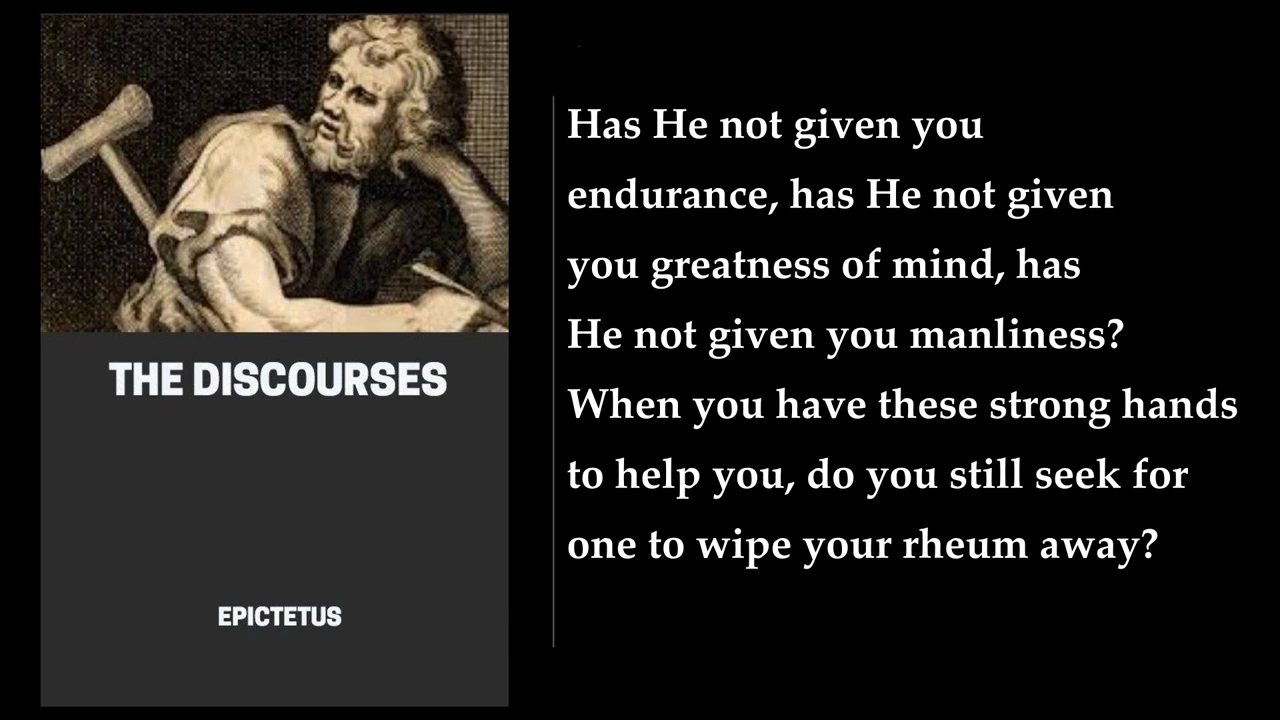 THE DISCOURSES
EPICTETUS
Has He not given you
endurance, has He not given
you greatness of mind, has
He not given you manliness?
When you have these strong hands
to help you, do you still seek for
one to wipe your rheum away?